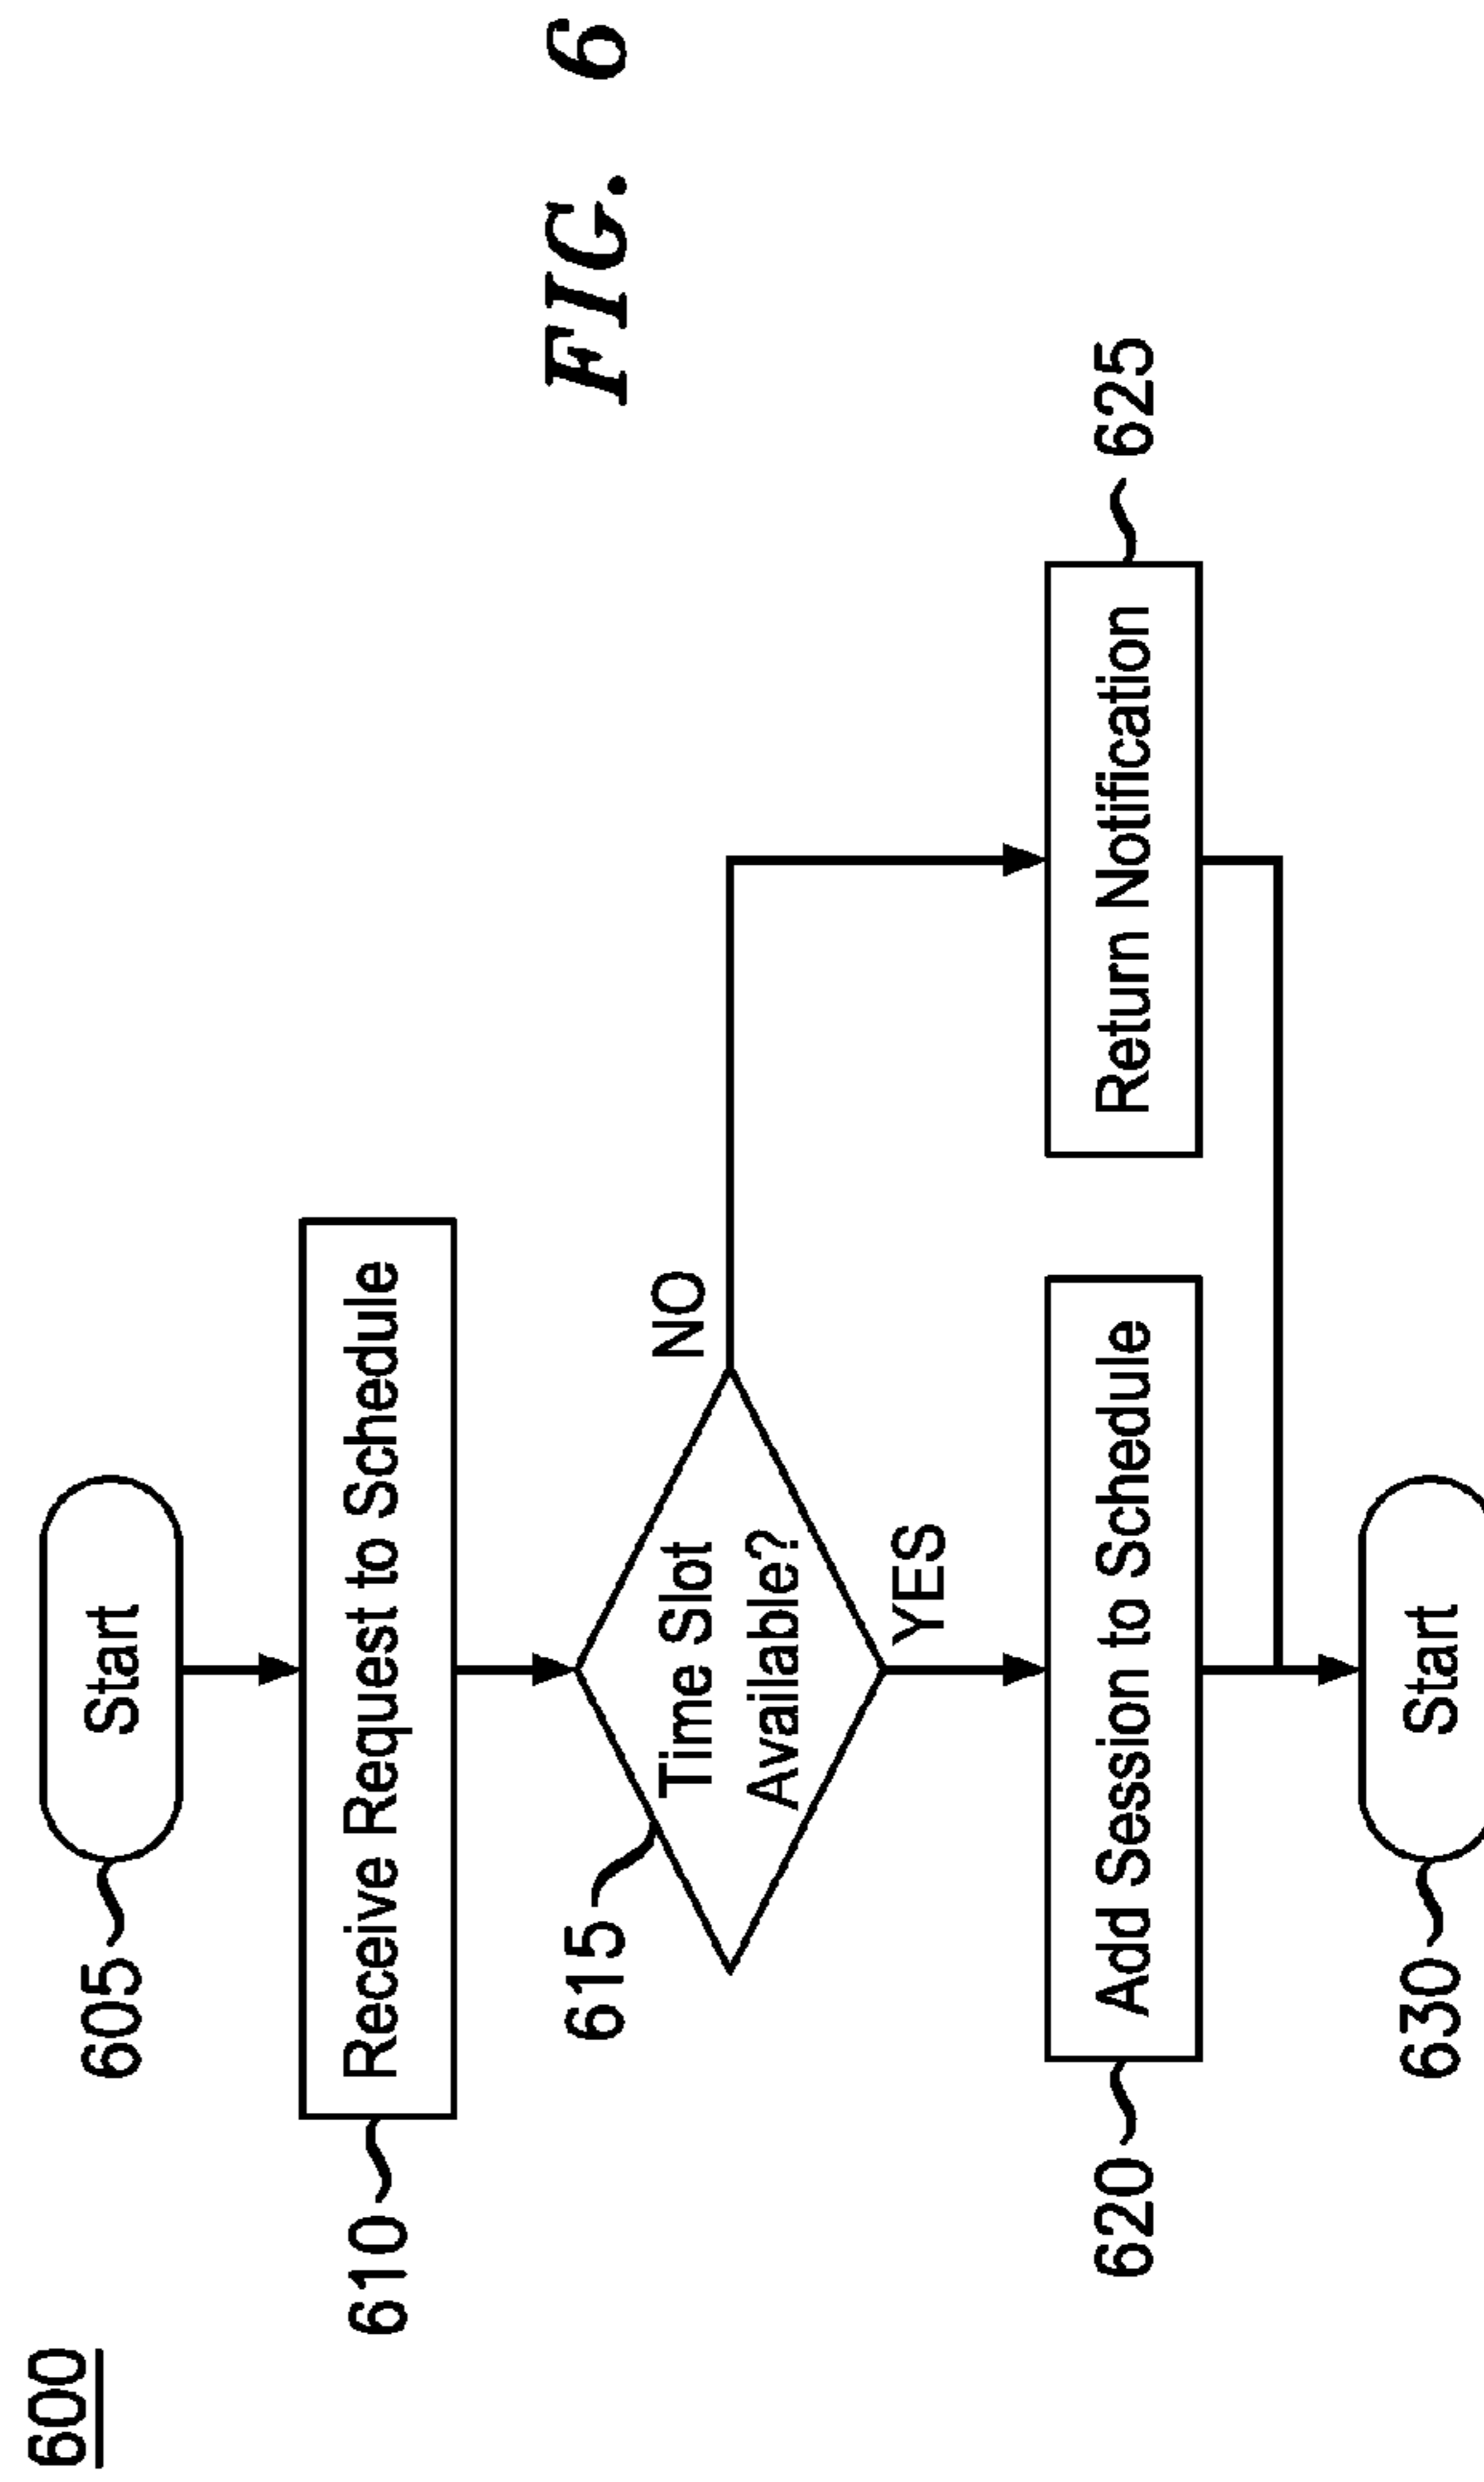 600
605
Start
610
Receive Request to Schedule
615
Time Slot
Available?
NO
YES
620
Add Session to Schedule
Return Notification
625
630
Start
FIG. 6